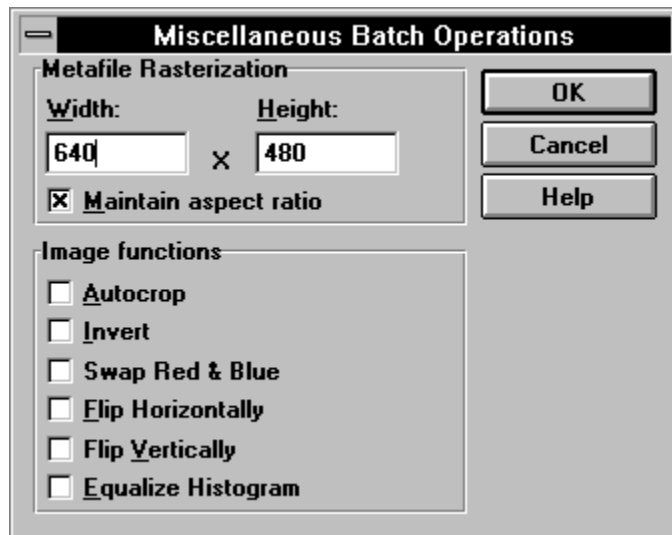 Miscellaneous Batch Operations
Metafile Rasterization
Width: Height:
640 x 480
Maintain aspect ratio
OK
Cancel
Help
Image functions
Autocrop
Invert
Swap Red & Blue
Flip Horizontally
Flip Vertically
Equalize Histogram